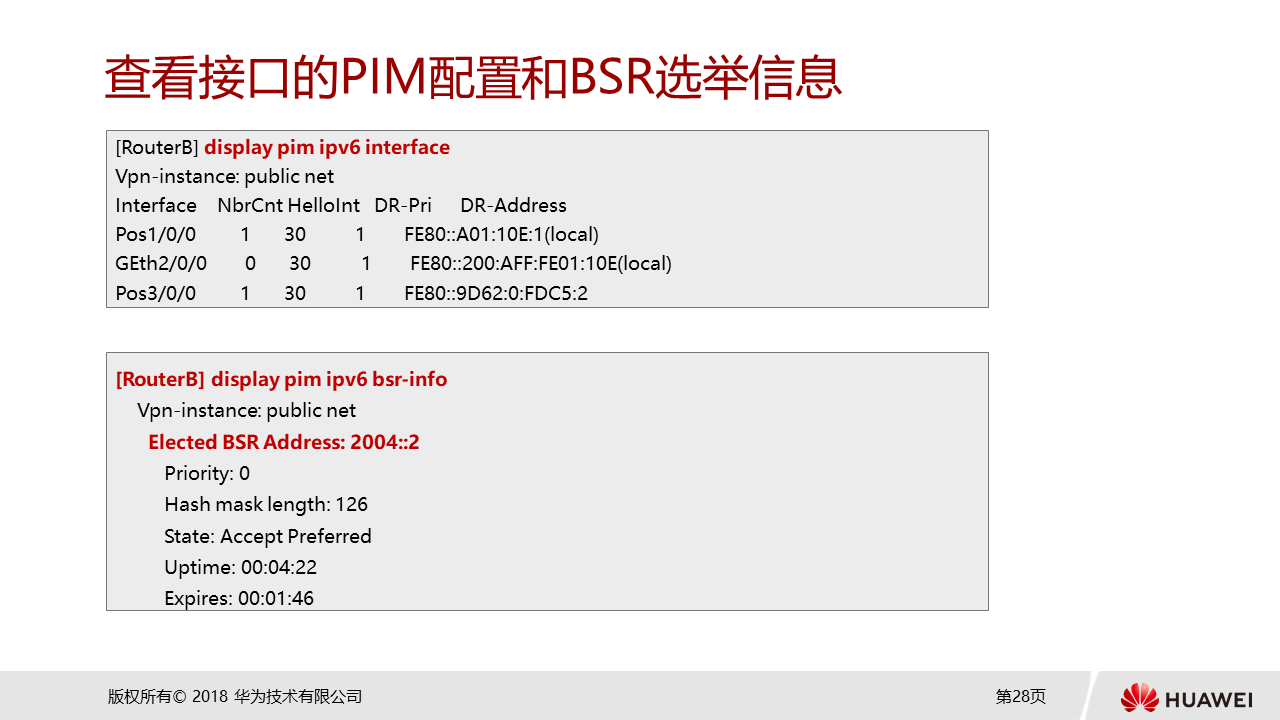 查看接口的PIM配置和BSR选举信息
[RouterB] display pim ipv6 interface
Vpn-instance: public net
Interface NbrCnt HelloInt DR-Pri DR-Address
Pos1/0/0 1 30 1 FE80::A01:10E:1(local)
GEth2/0/0 0 30 1 FE80::200:AFF:FE01:10E(local)
Pos3/0/0 1 30 1 FE80::9D62:0:FDC5:2
[RouterB] display pim ipv6 bsr-info
Vpn-instance: public net
Elected BSR Address: 2004::2
Priority: 0
Hash mask length: 126
State: Accept Preferred
Uptime: 00:04:22
Expires: 00:01:46
版权所有© 2018 华为技术有限公司
第28页
HUAWEI